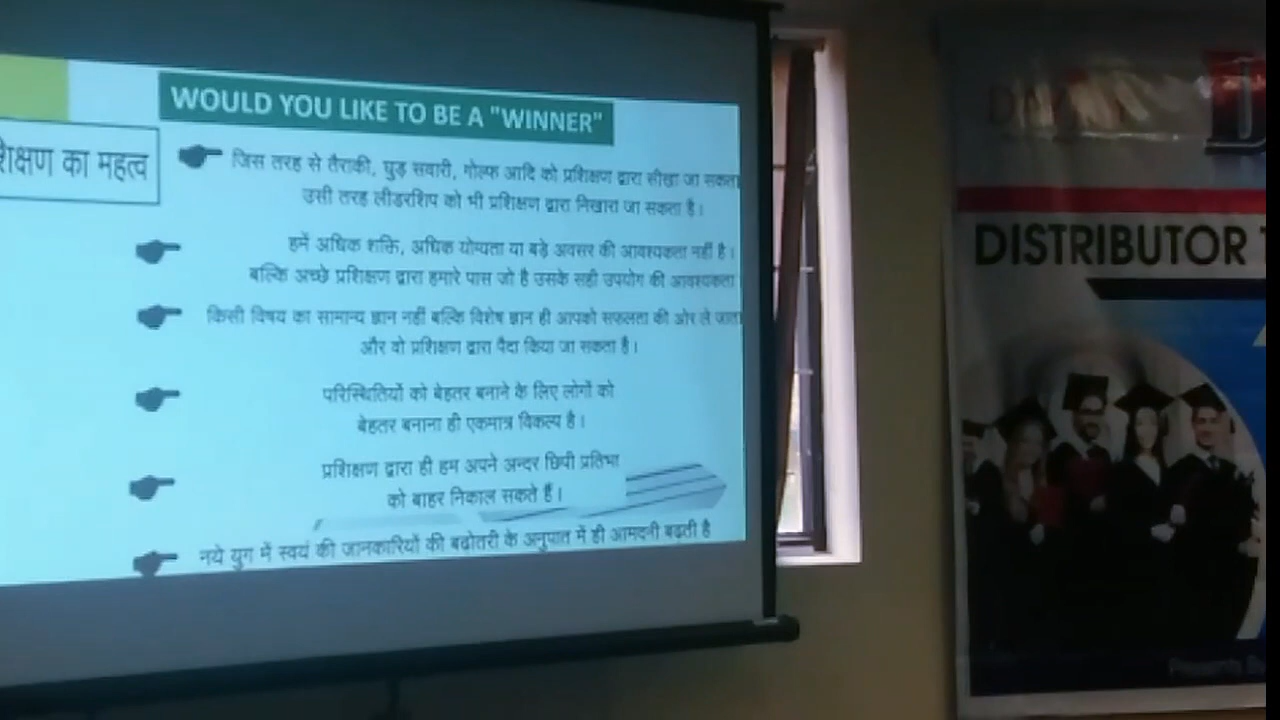 WOULD YOU LIKE TO BE A "WINNER"
का महत्व
जिस तरह से तैराकी, घुड़ सवारी, गोल्फ आदि को प्रशिक्षण द्वारा सीखा जा सकता
उसी तरह लीडरशिप को भी प्रशिक्षण द्वारा निखारा जा सकता है।
हमें अधिक शक्ति, अधिक योग्यता या बड़े अवसर की आवश्यकता नहीं है।
बल्कि अच्छे प्रशिक्षण द्वारा हमारे पास जो है उसके सही उपयोग की आवश्यकता
किसी विषय का सामान्य ज्ञान नहीं बल्कि विशेष ज्ञान ही आपको सफलता की ओर ले जाता
और वो प्रशिक्षण द्वारा पैदा किया जा सकता है।
परिस्थितियों को बेहतर बनाने के लिए लोगों को
बेहतर बनाना ही एकमात्र विकल्प है।
प्रशिक्षण द्वारा ही हम अपने अन्दर छिपी प्रतिभा
को बाहर निकाल सकते हैं।
नये युग में स्वयं की जानकारियों की बढोतरी के अनुपात में ही आमदनी बढ़ती है
DISTRIBUTOR